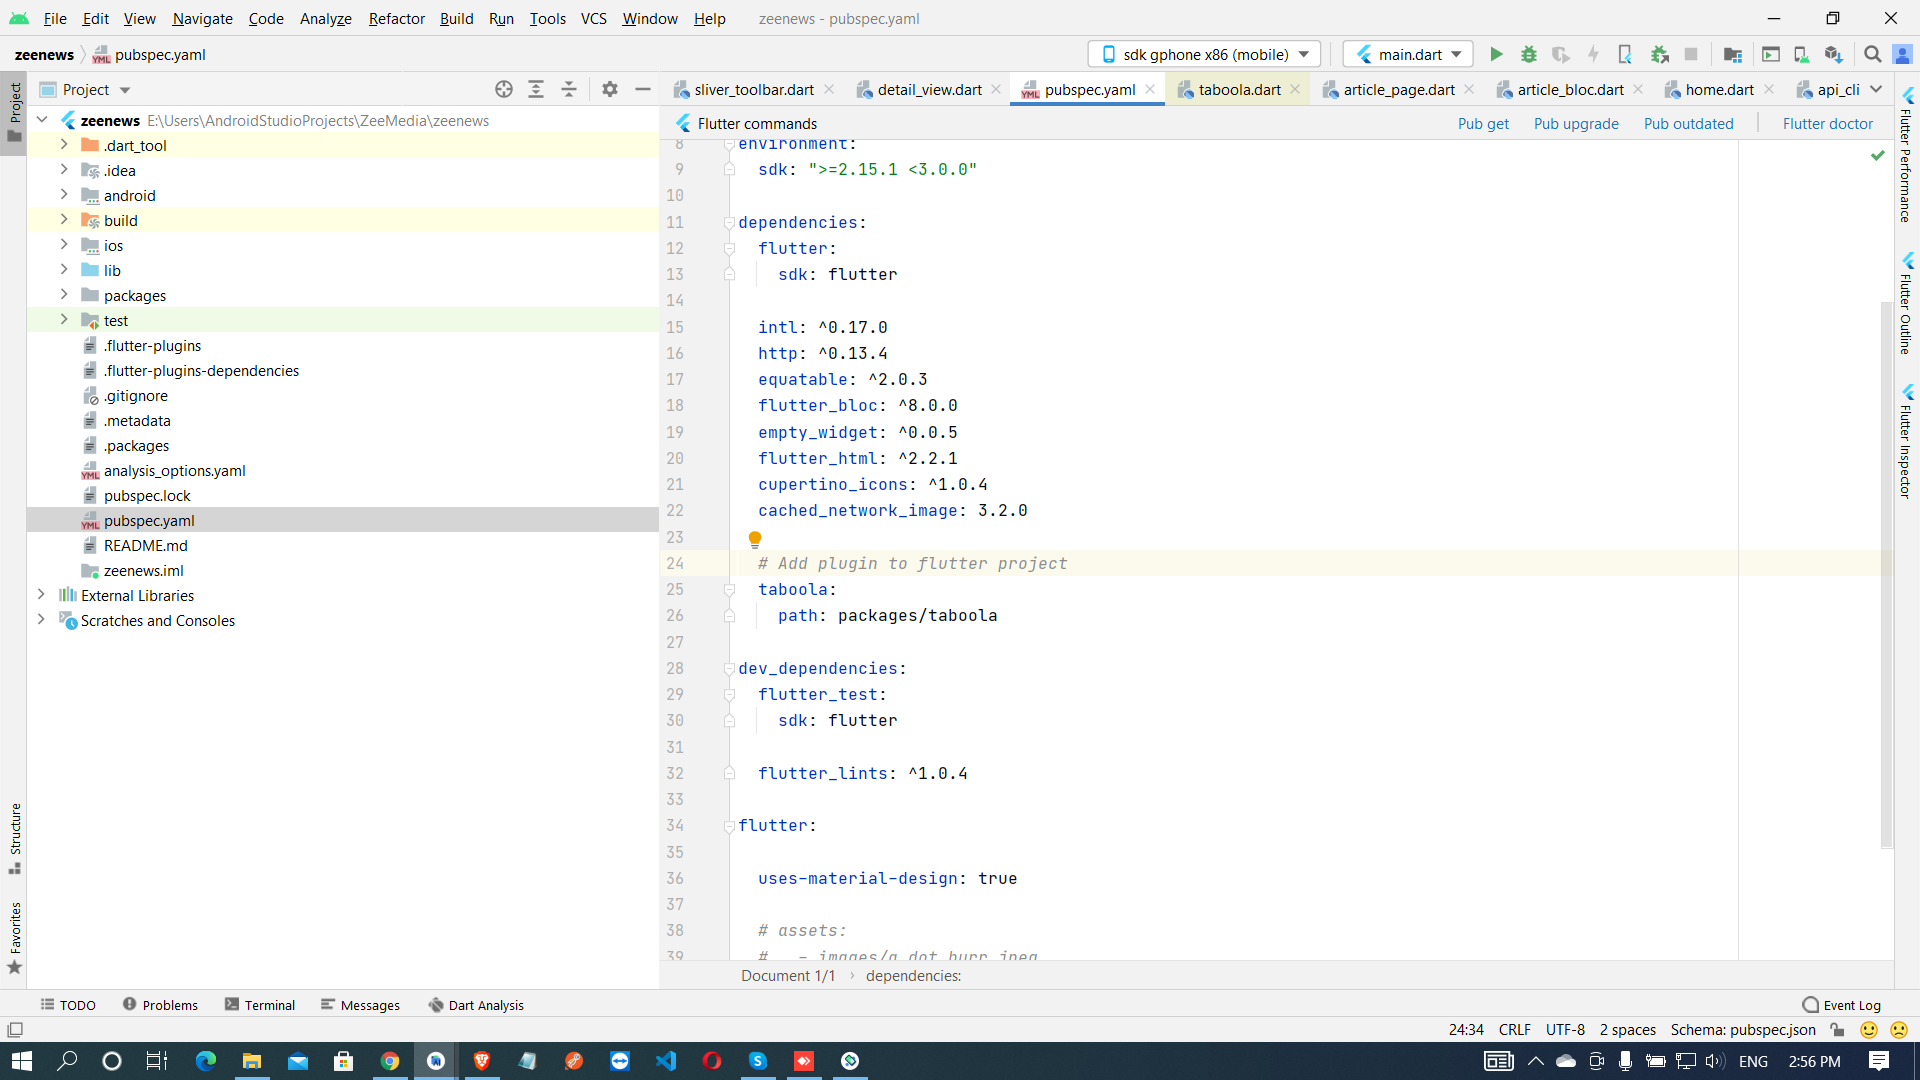 File Edit View Navigate Code Analyze Refactor Build Run Tools VCS Window Help zeenews - pubspec.yaml
zeenews pubspec.yaml sdk gphone x86 (mobile) main.dart
Project
sliver_toolbar.dart detail_view.dart pubspec.yaml taboola.dart article_page.dart article_bloc.dart home.dart api_cli
Flutter commands Pub get Pub upgrade Pub outdated Flutter doctor
Project
Structure
Favorites
zeenews E:\Users\AndroidStudioProjects\ZeeMedia\zeenews
.dart_tool
.idea
android
build
ios
lib
packages
test
.flutter-plugins
.flutter-plugins-dependencies
.gitignore
.metadata
.packages
analysis_options.yaml
pubspec.lock
pubspec.yaml
README.md
zeenews.iml
External Libraries
Scratches and Consoles
8 environment:
9 sdk: ">=2.15.1 <3.0.0"
10
11 dependencies:
12 flutter:
13 sdk: flutter
14
15 intl: ^0.17.0
16 http: ^0.13.4
17 equatable: ^2.0.3
18 flutter_bloc: ^8.0.0
19 empty_widget: ^0.0.5
20 flutter_html: ^2.2.1
21 cupertino_icons: ^1.0.4
22 cached_network_image: 3.2.0
23
24 # Add plugin to flutter project
25 taboola:
26 path: packages/taboola
27
28 dev_dependencies:
29 flutter_test:
30 sdk: flutter
31
32 flutter_lints: ^1.0.4
33
34 flutter:
35
36 uses-material-design: true
37
38 # assets:
39 # - images/a_dot_burr.jpeg
Flutter Performance
Flutter Outline
Flutter Inspector
Document 1/1 › dependencies:
TODO Problems Terminal Messages Dart Analysis Event Log
24:34 CRLF UTF-8 2 spaces Schema: pubspec.json
ENG 2:56 PM